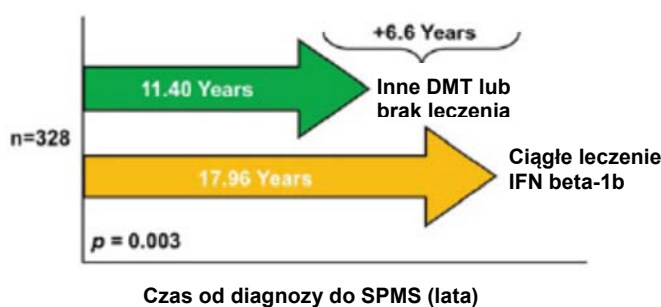 +6.6 Years
11.40 Years
Inne DMT lub
brak leczenia
n=328
17.96 Years
Ciągłe leczenie
IFN beta-1b
p = 0.003
Czas od diagnozy do SPMS (lata)